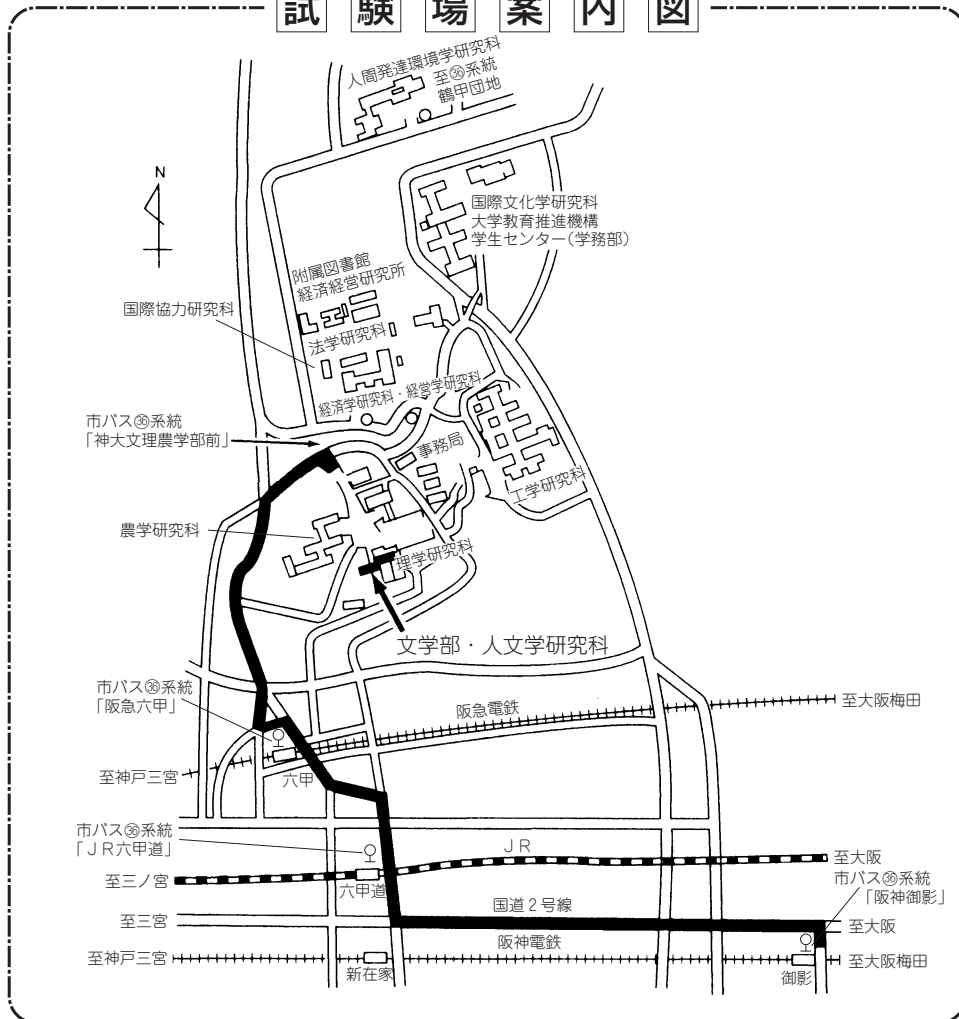 試験場案内図
人間発達環境学研究科
至㊱系統
鶴甲団地
N
国際文化学研究科
大学教育推進機構
学生センター(学務部)
附属図書館
経済経営研究所
国際協力研究科
法学研究科
経済学研究科・経営学研究科
市バス㊱系統
「神大文理農学部前」
事務局
工学研究科
農学研究科
理学研究科
文学部・人文学研究科
市バス㊱系統
「阪急六甲」
阪急電鉄
至大阪梅田
至神戸三宮
六甲
市バス㊱系統
「JR六甲道」
JR
至大阪
至三ノ宮
六甲道
市バス㊱系統
「阪神御影」
国道2号線
至三宮
至大阪
阪神電鉄
至神戸三宮
新在家
御影
至大阪梅田